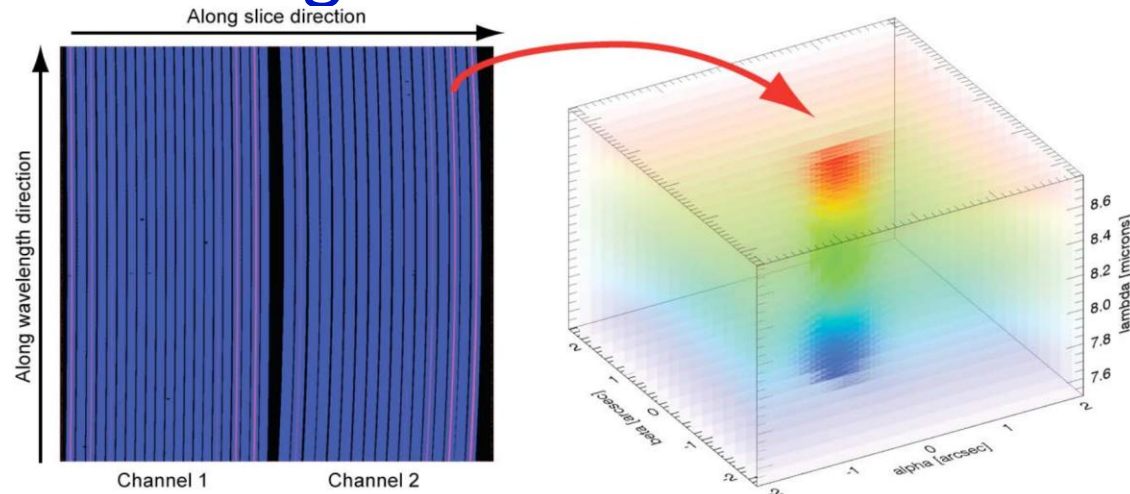 Along slice direction
Along wavelength direction
Channel 1
Channel 2
8.6
8.4
8.2
8.0
7.8
7.6
lambda [microns]
2
1
0
-1
-2
beta [arcsec]
-2
-1
0
1
2
alpha [arcsec]